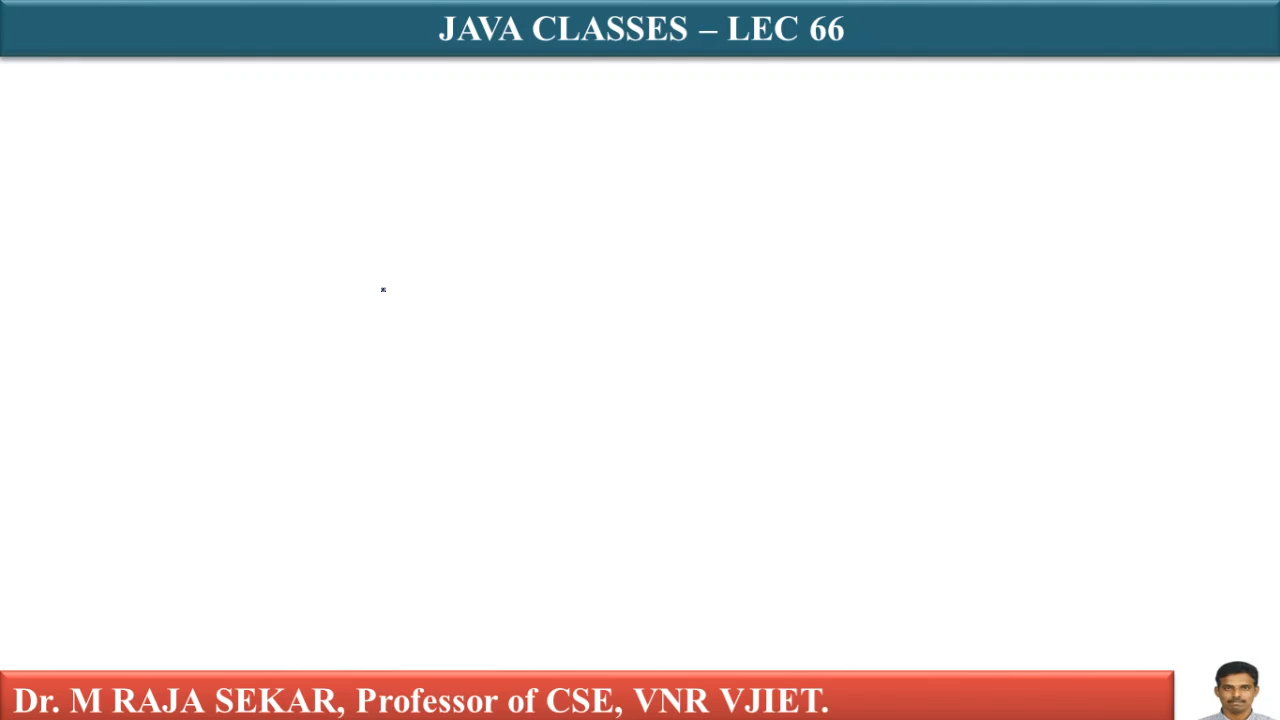 JAVA CLASSES – LEC 66
Dr. M RAJA SEKAR, Professor of CSE, VNR VJIET.